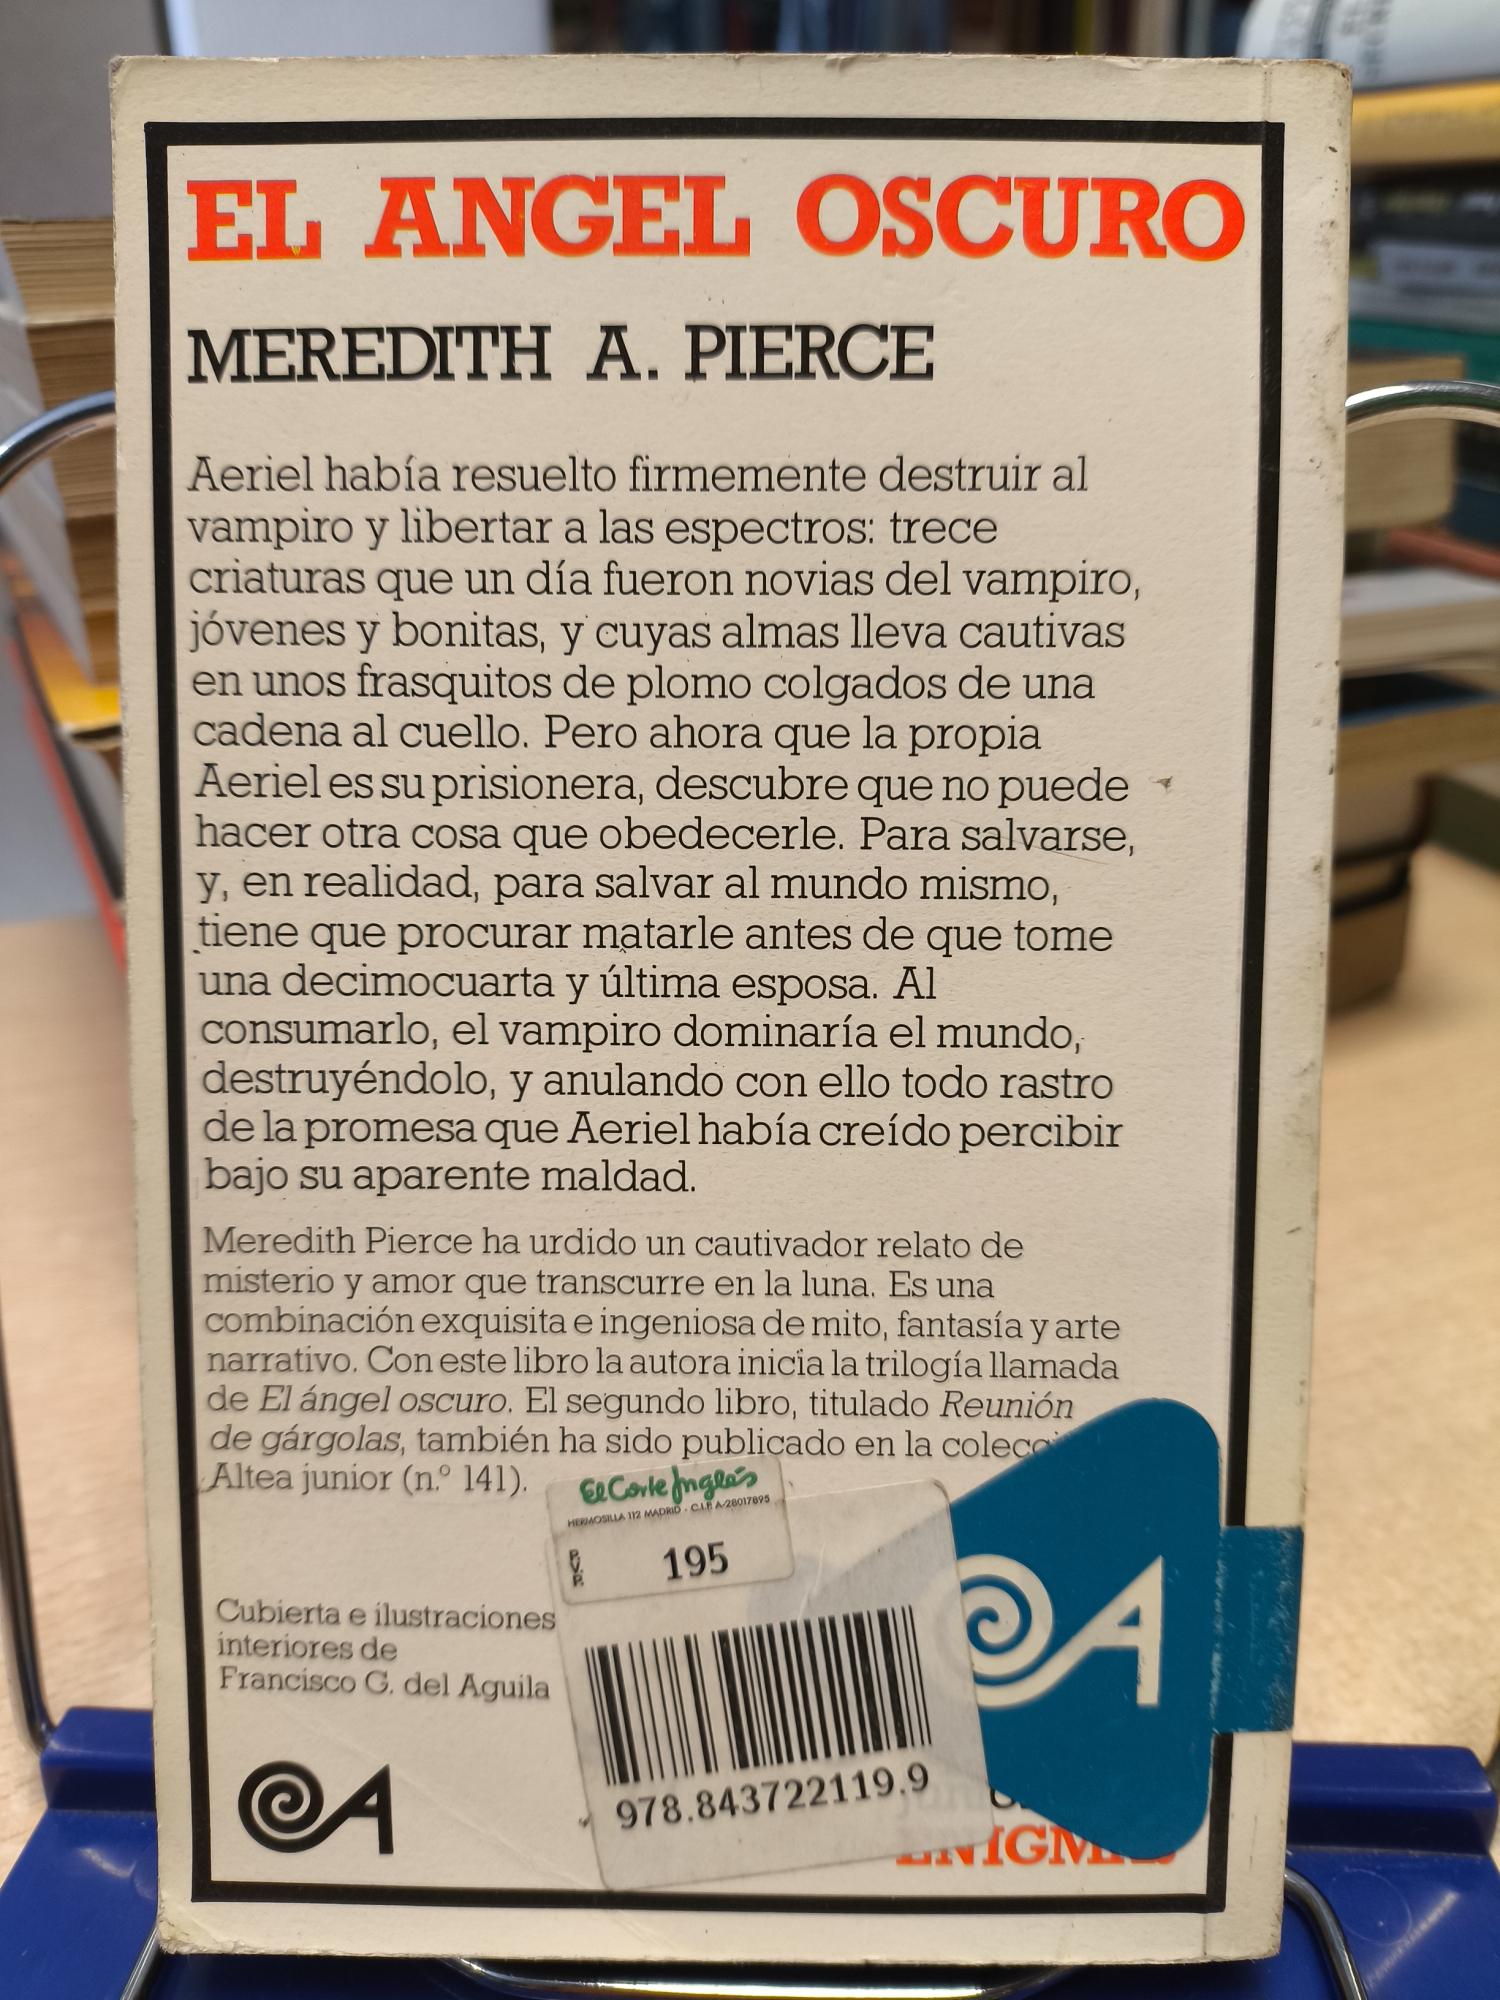 EL ANGEL OSCURO
MEREDITH A. PIERCE
Aeriel había resuelto firmemente destruir al
vampiro y libertar a las espectros: trece
criaturas que un día fueron novias del vampiro,
jóvenes y bonitas, y cuyas almas lleva cautivas
en unos frasquitos de plomo colgados de una
cadena al cuello. Pero ahora que la propia
Aeriel es su prisionera, descubre que no puede
hacer otra cosa que obedecerle. Para salvarse,
y, en realidad, para salvar al mundo mismo,
tiene que procurar matarle antes de que tome
una decimocuarta y última esposa. Al
consumarlo, el vampiro dominaría el mundo,
destruyéndolo, y anulando con ello todo rastro
de la promesa que Aeriel había creído percibir
bajo su aparente maldad.
Meredith Pierce ha urdido un cautivador relato de
misterio y amor que transcurre en la luna. Es una
combinación exquisita e ingeniosa de mito, fantasía y arte
narrativo. Con este libro la autora inicia la trilogía llamada
de El ángel oscuro. El segundo libro, titulado Reunión
de gárgolas, también ha sido publicado en la colecc
Altea junior (n.º 141).
El Corte Inglés
HERMOSILLA 112 MADRID - C.I.F. A-28017895
P.V.P. 195
Cubierta e ilustraciones
interiores de
Francisco G. del Aguila
A
978.843722119.9
A
ENIGM